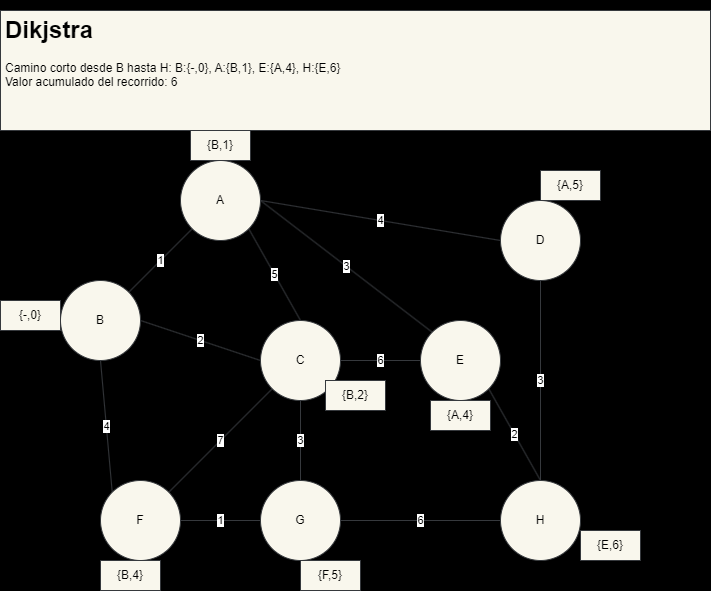 Dikjstra
Camino corto desde B hasta H: B:{-,0}, A:{B,1}, E:{A,4}, H:{E,6}
Valor acumulado del recorrido: 6
{B,1}
A
{A,5}
4
D
1
5
3
{-,0}
B
2
C
6
E
{B,2}
3
{A,4}
4
7
3
2
F
1
G
6
H
{E,6}
{B,4}
{F,5}